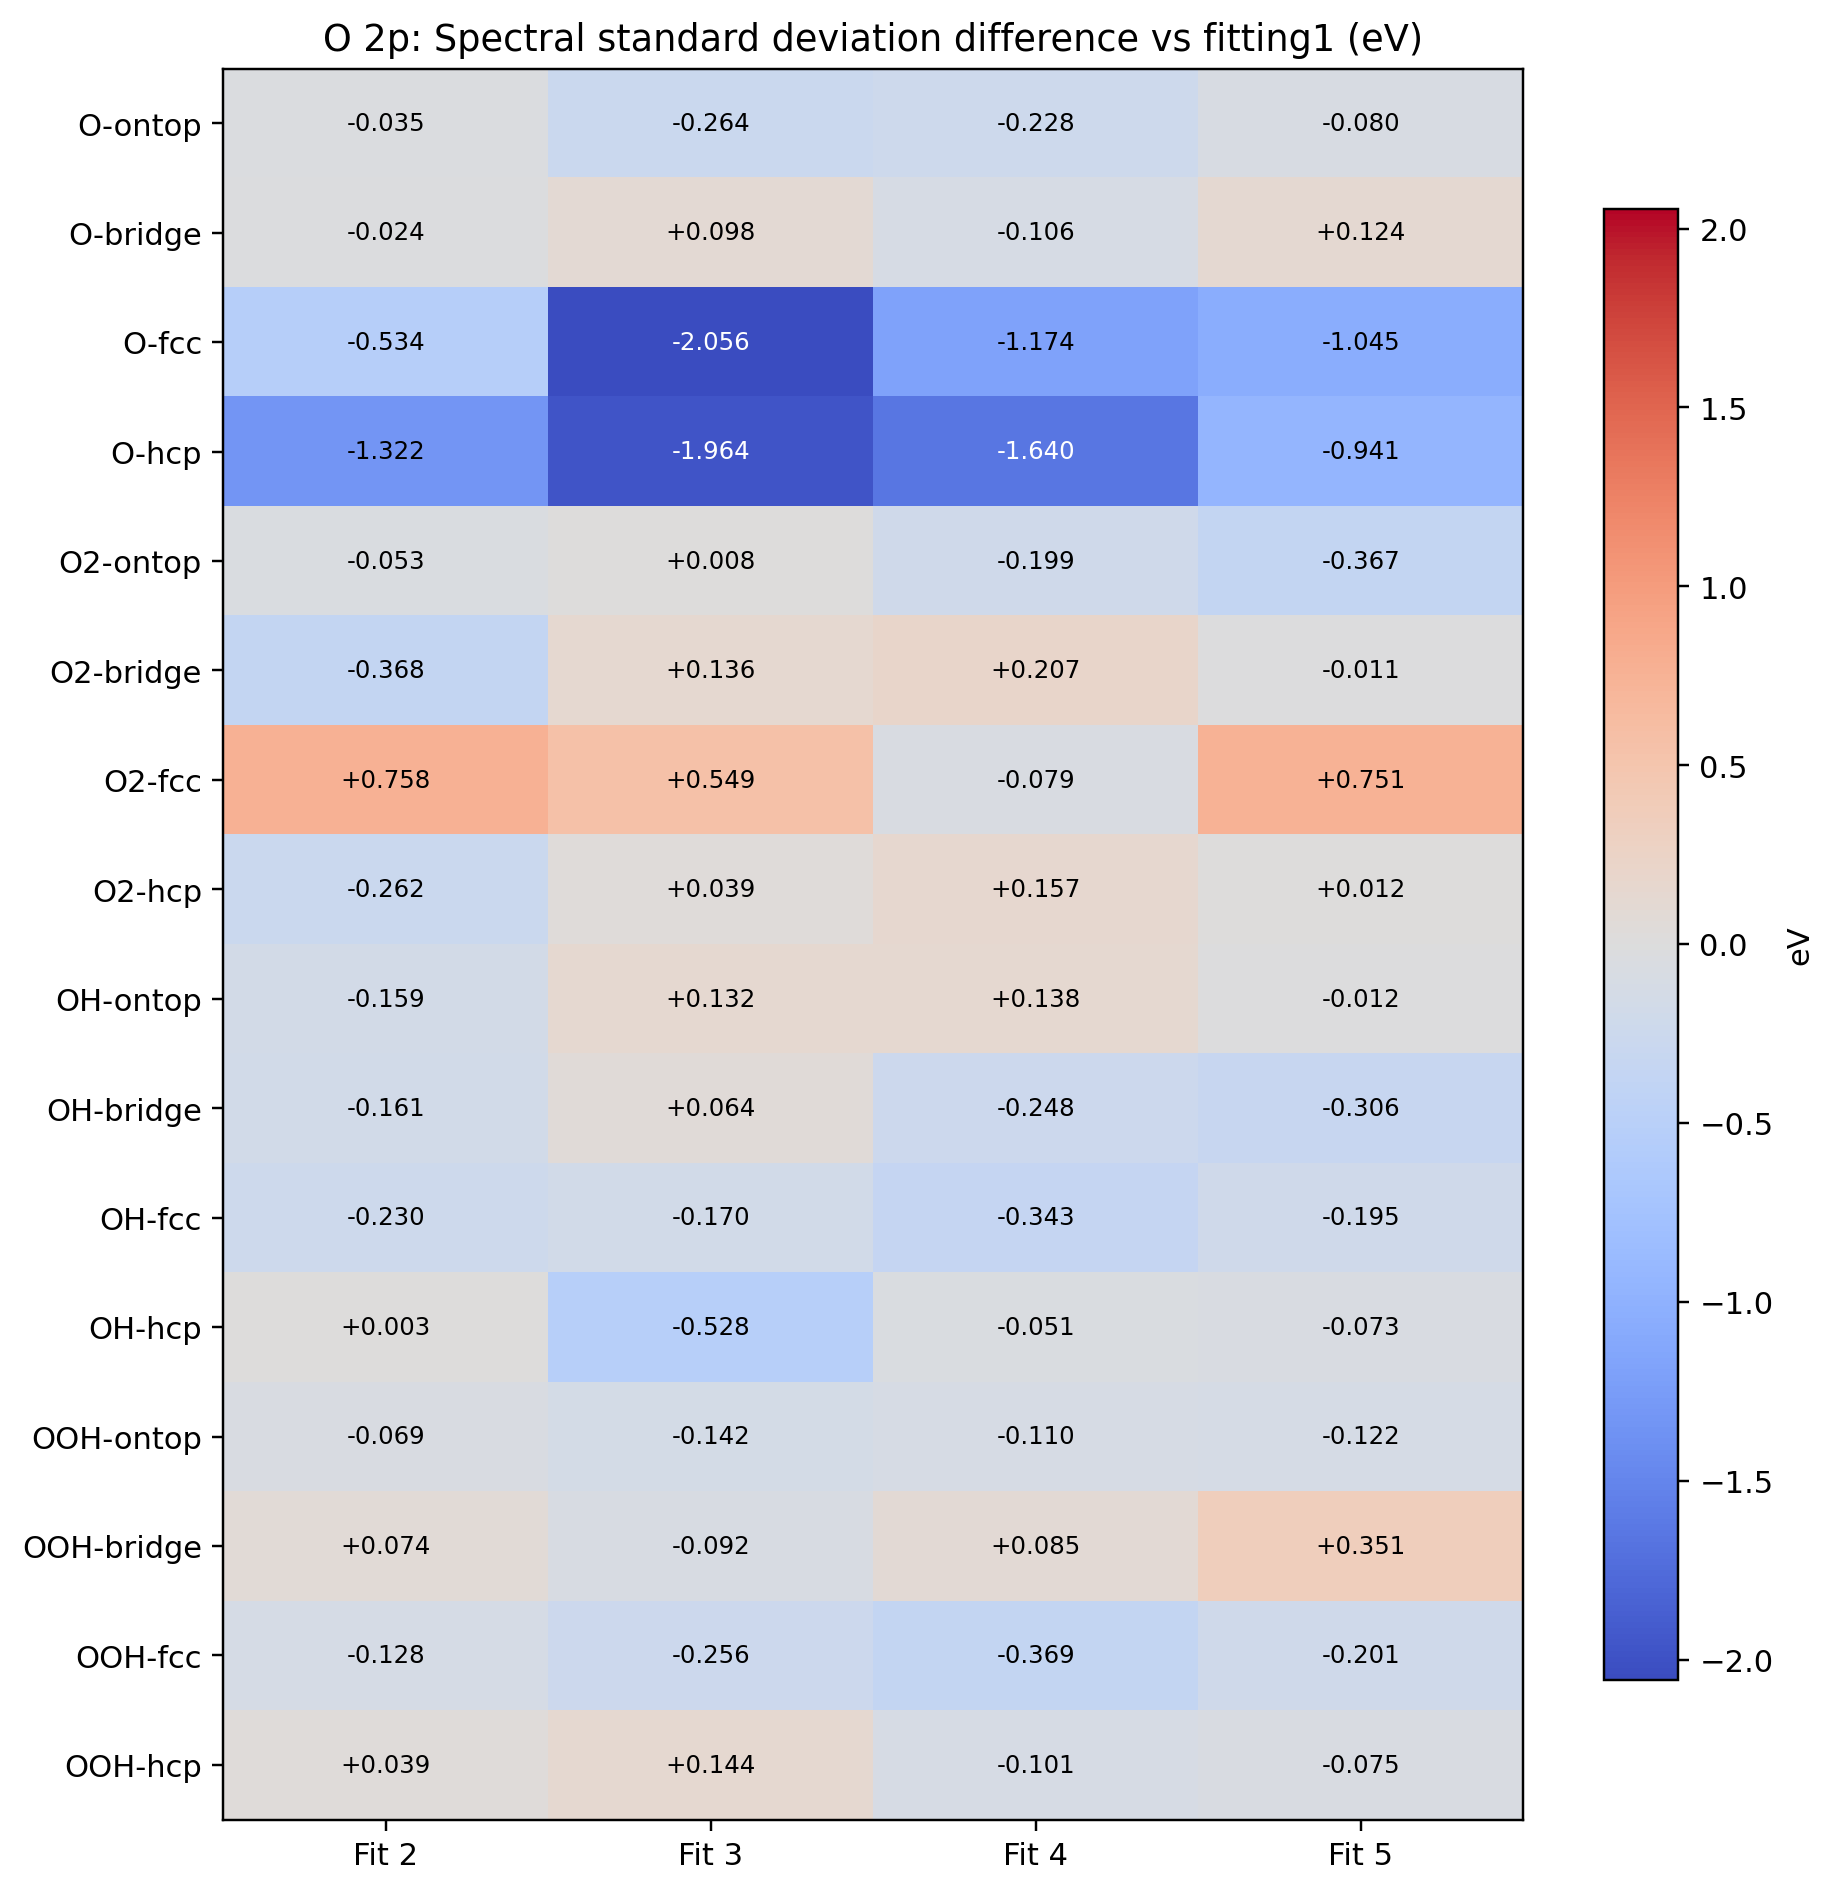 O 2p: Spectral standard deviation difference vs fitting1 (eV)
O-ontop -0.035 -0.264 -0.228 -0.080
O-bridge -0.024 +0.098 -0.106 +0.124
O-fcc -0.534 -2.056 -1.174 -1.045
O-hcp -1.322 -1.964 -1.640 -0.941
O2-ontop -0.053 +0.008 -0.199 -0.367
O2-bridge -0.368 +0.136 +0.207 -0.011
O2-fcc +0.758 +0.549 -0.079 +0.751
O2-hcp -0.262 +0.039 +0.157 +0.012
OH-ontop -0.159 +0.132 +0.138 -0.012
OH-bridge -0.161 +0.064 -0.248 -0.306
OH-fcc -0.230 -0.170 -0.343 -0.195
OH-hcp +0.003 -0.528 -0.051 -0.073
OOH-ontop -0.069 -0.142 -0.110 -0.122
OOH-bridge +0.074 -0.092 +0.085 +0.351
OOH-fcc -0.128 -0.256 -0.369 -0.201
OOH-hcp +0.039 +0.144 -0.101 -0.075
Fit 2 Fit 3 Fit 4 Fit 5
2.0
1.5
1.0
0.5
0.0
−0.5
−1.0
−1.5
−2.0
eV